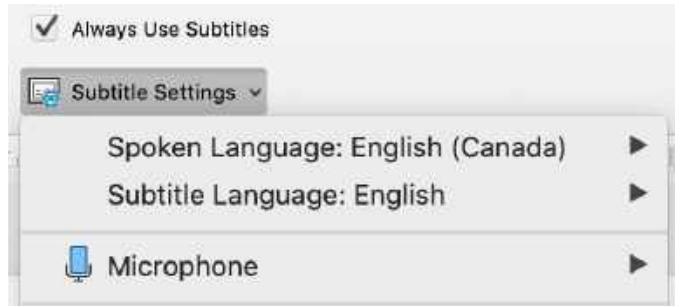 Always Use Subtitles
Subtitle Settings
Spoken Language: English (Canada)
Subtitle Language: English
Microphone